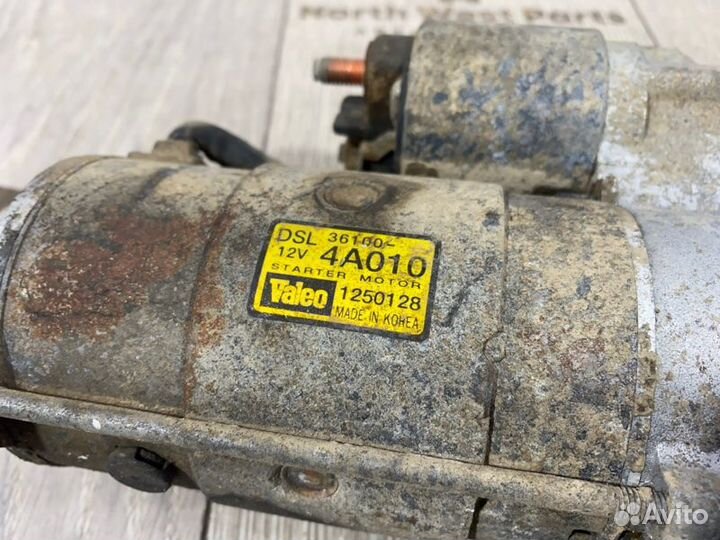 North West Parts
DSL 36100-
12V 4A010
STARTER MOTOR
Valeo 1250128
MADE IN KOREA
Avito